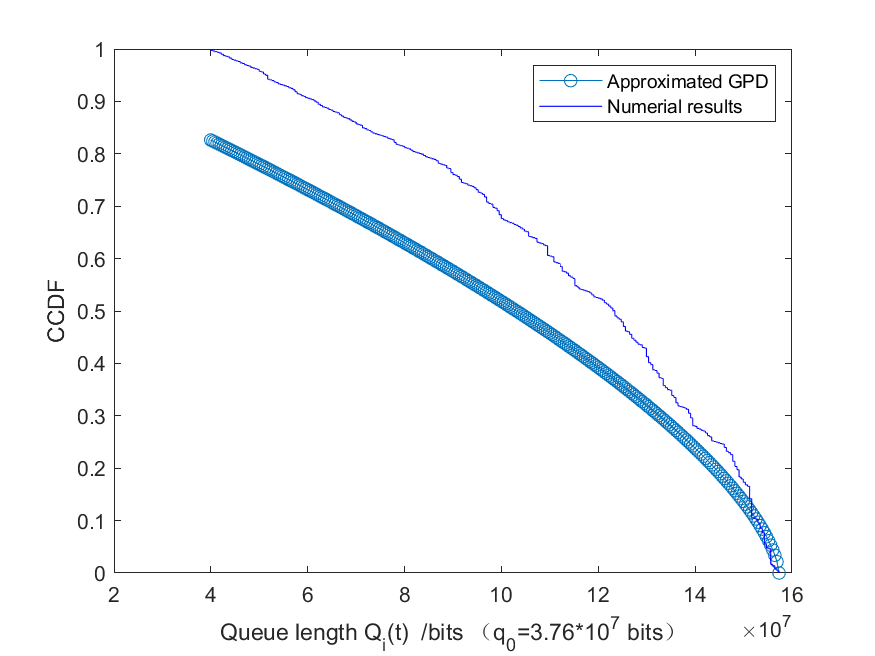 1
0.9
0.8
0.7
0.6
0.5
0.4
0.3
0.2
0.1
0
CCDF
Approximated GPD
Numerial results
2 4 6 8 10 12 14 16
×10^7
Queue length Q_i(t) /bits （q_0=3.76*10^7 bits）